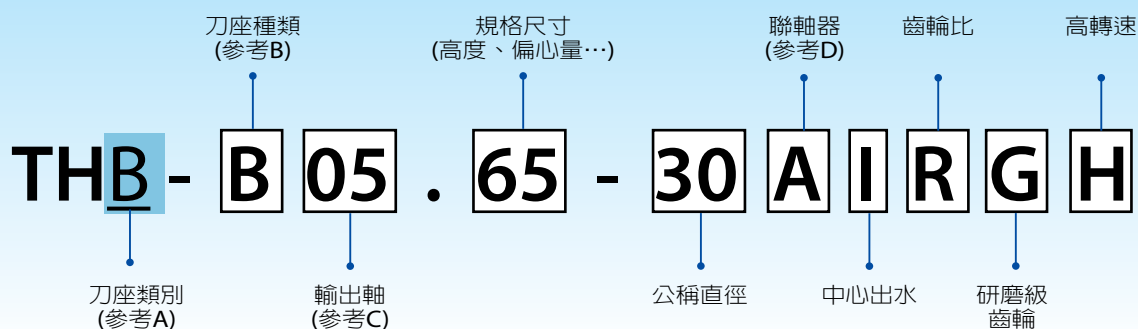 刀座種類
(參考B)
規格尺寸
(高度、偏心量…)
聯軸器
(參考D)
齒輪比
高轉速
THB - B 05 . 65 - 30 A I R G H
刀座類別
(參考A)
輸出軸
(參考C)
公稱直徑
中心出水
研磨級
齒輪